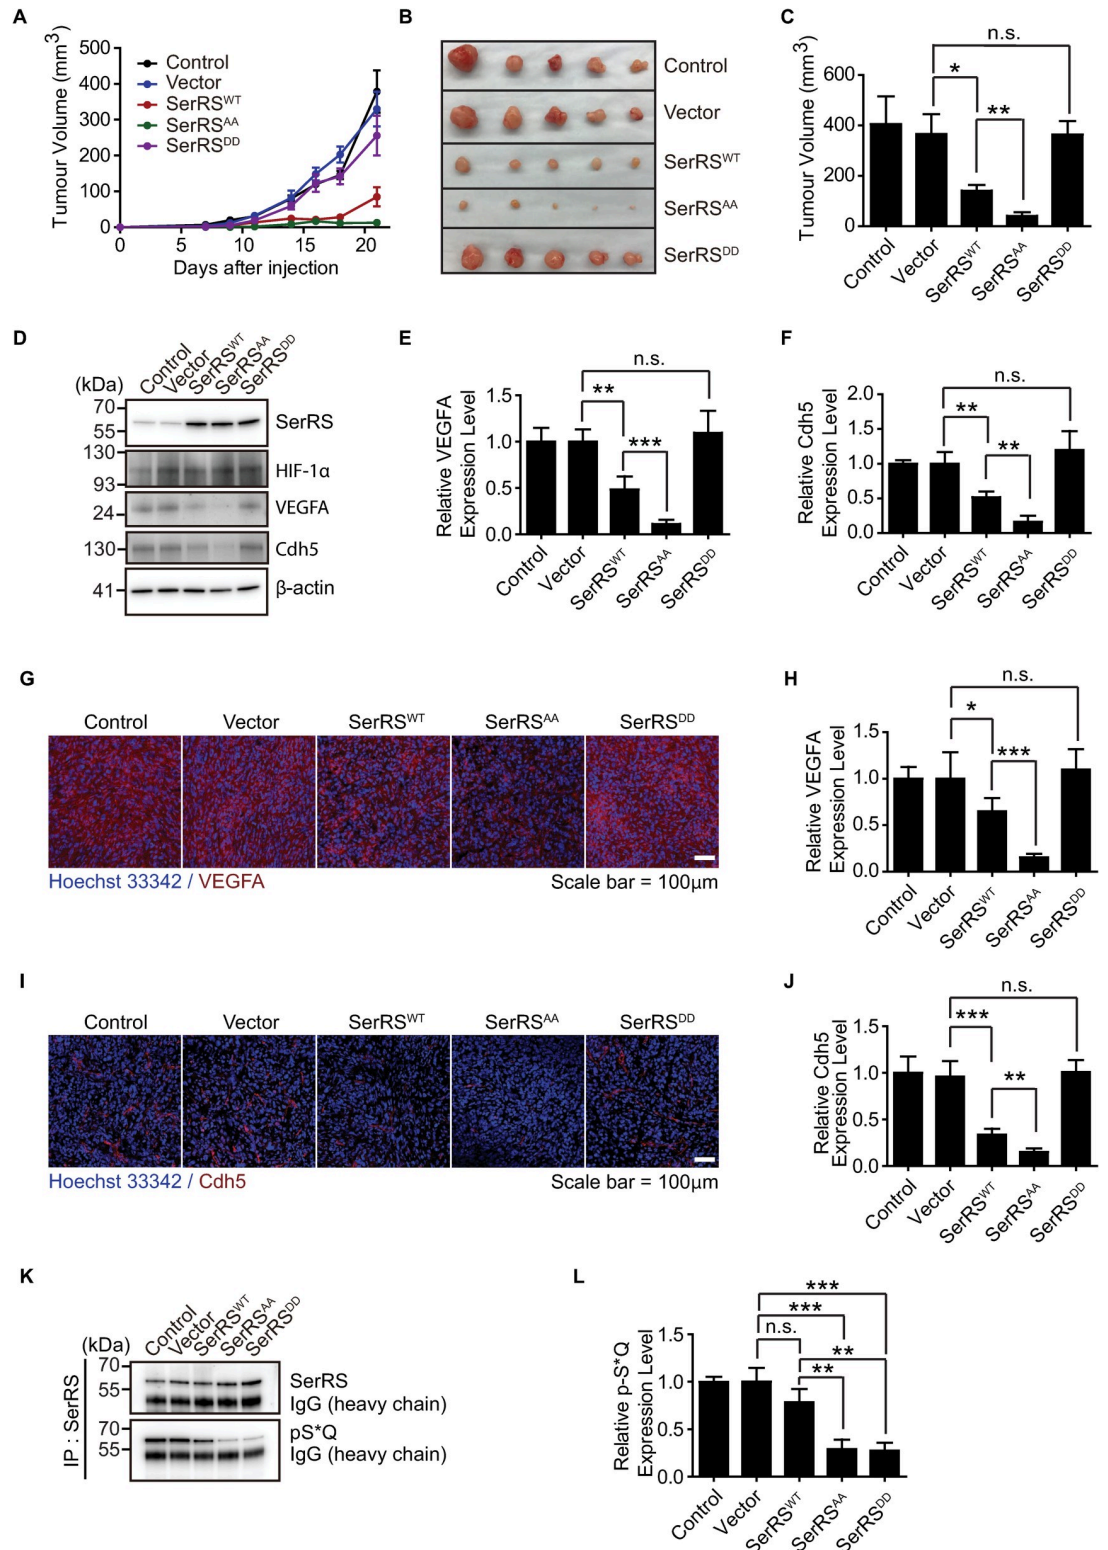 A
Tumour Volume (mm3)
500
400
300
200
100
0
0
5
10
15
20
Days after injection
Control
Vector
SerRSWT
SerRSAA
SerRSDD
B
Control
Vector
SerRSWT
SerRSAA
SerRSDD
C
Tumour Volume (mm3)
600
400
200
0
n.s.
*
**
Control
Vector
SerRSWT
SerRSAA
SerRSDD
D
(kDa)
Control
Vector
SerRSWT
SerRSAA
SerRSDD
70
55
SerRS
130
93
HIF-1α
24
VEGFA
130
Cdh5
41
β-actin
E
Relative VEGFA
Expression Level
1.5
1.0
0.5
0.0
n.s.
**
***
Control
Vector
SerRSWT
SerRSAA
SerRSDD
F
Relative Cdh5
Expression Level
2.0
1.5
1.0
0.5
0.0
n.s.
**
**
Control
Vector
SerRSWT
SerRSAA
SerRSDD
G
Control
Vector
SerRSWT
SerRSAA
SerRSDD
Hoechst 33342 / VEGFA
Scale bar = 100μm
H
Relative VEGFA
Expression Level
1.5
1.0
0.5
0.0
n.s.
*
***
Control
Vector
SerRSWT
SerRSAA
SerRSDD
I
Control
Vector
SerRSWT
SerRSAA
SerRSDD
Hoechst 33342 / Cdh5
Scale bar = 100μm
J
Relative Cdh5
Expression Level
1.5
1.0
0.5
0.0
n.s.
***
**
Control
Vector
SerRSWT
SerRSAA
SerRSDD
K
(kDa)
Control
Vector
SerRSWT
SerRSAA
SerRSDD
IP : SerRS
70
55
SerRS
IgG (heavy chain)
70
55
pS*Q
IgG (heavy chain)
L
Relative p-S*Q
Expression Level
1.5
1.0
0.5
0.0
***
***
n.s.
**
**
Control
Vector
SerRSWT
SerRSAA
SerRSDD